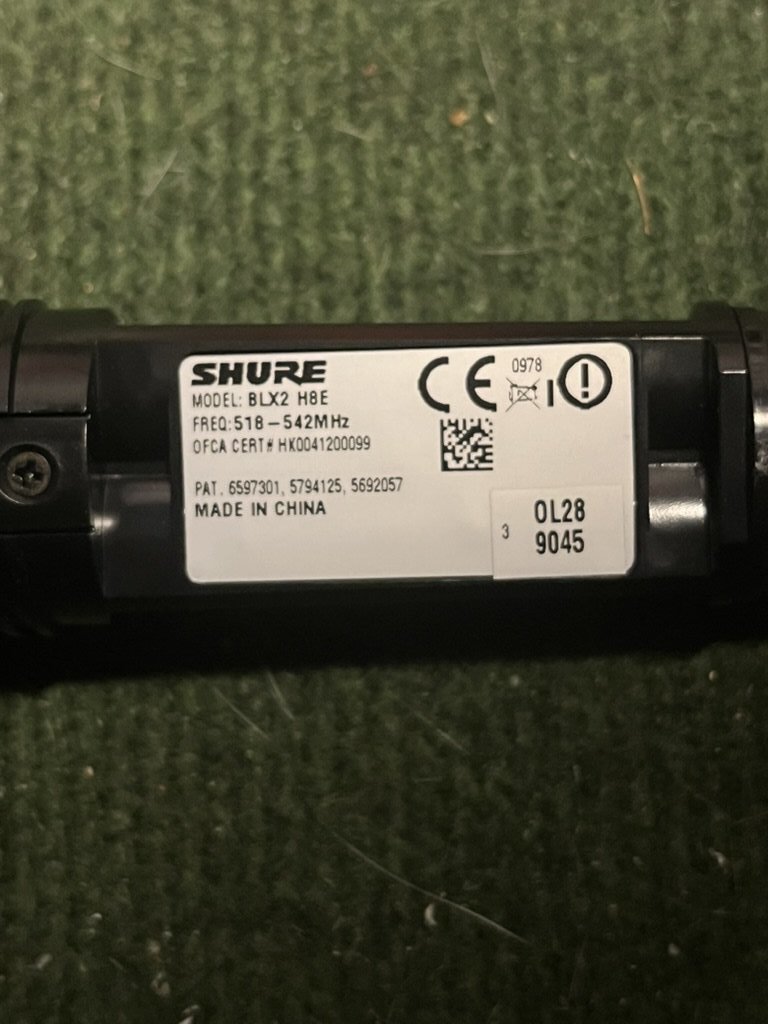 SHURE
MODEL: BLX2 H8E
FREQ:518-542MHz
OFCA CERT# HK0041200099
PAT. 6597301, 5794125, 5692057
MADE IN CHINA
CE 0978
3 0L28
9045